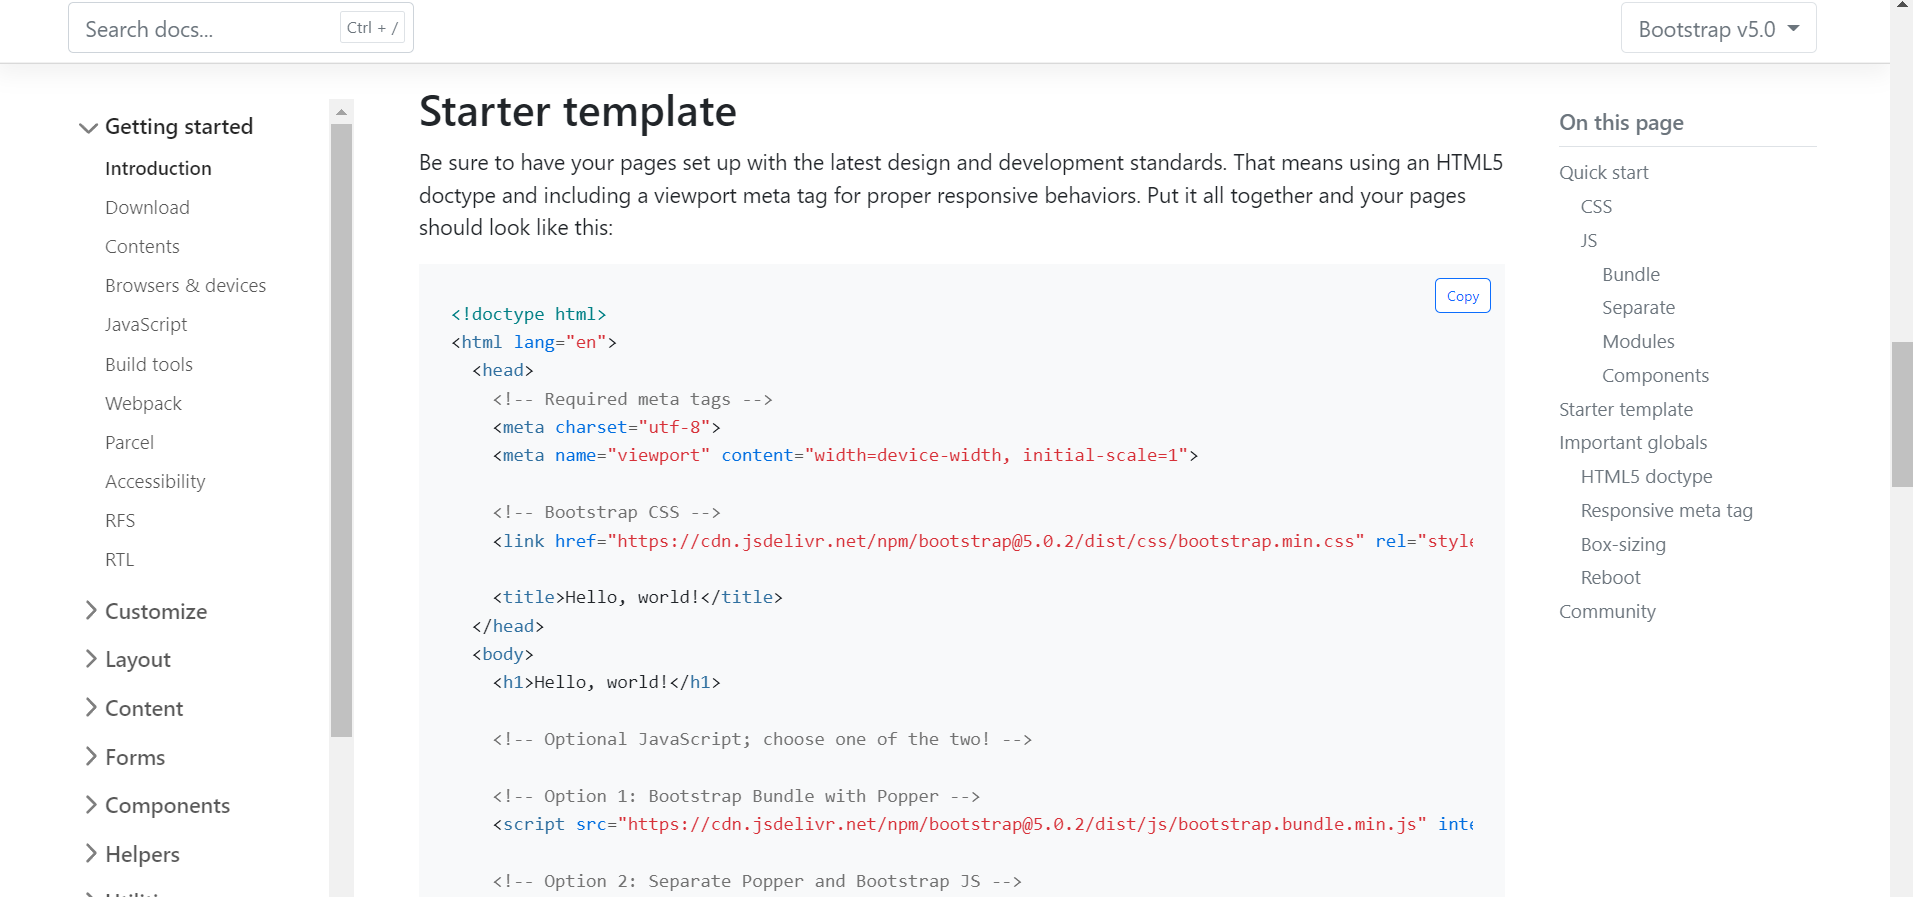 Search docs...
Ctrl + /
Bootstrap v5.0
Getting started
Introduction
Download
Contents
Browsers & devices
JavaScript
Build tools
Webpack
Parcel
Accessibility
RFS
RTL
Customize
Layout
Content
Forms
Components
Helpers
Starter template
Be sure to have your pages set up with the latest design and development standards. That means using an HTML5
doctype and including a viewport meta tag for proper responsive behaviors. Put it all together and your pages
should look like this:
Copy
<!doctype html>
<html lang="en">
  <head>
    <!-- Required meta tags -->
    <meta charset="utf-8">
    <meta name="viewport" content="width=device-width, initial-scale=1">
    <!-- Bootstrap CSS -->
    <link href="https://cdn.jsdelivr.net/npm/bootstrap@5.0.2/dist/css/bootstrap.min.css" rel="style
    <title>Hello, world!</title>
  </head>
  <body>
    <h1>Hello, world!</h1>
    <!-- Optional JavaScript; choose one of the two! -->
    <!-- Option 1: Bootstrap Bundle with Popper -->
    <script src="https://cdn.jsdelivr.net/npm/bootstrap@5.0.2/dist/js/bootstrap.bundle.min.js" inte
    <!-- Option 2: Separate Popper and Bootstrap JS -->
On this page
Quick start
CSS
JS
Bundle
Separate
Modules
Components
Starter template
Important globals
HTML5 doctype
Responsive meta tag
Box-sizing
Reboot
Community